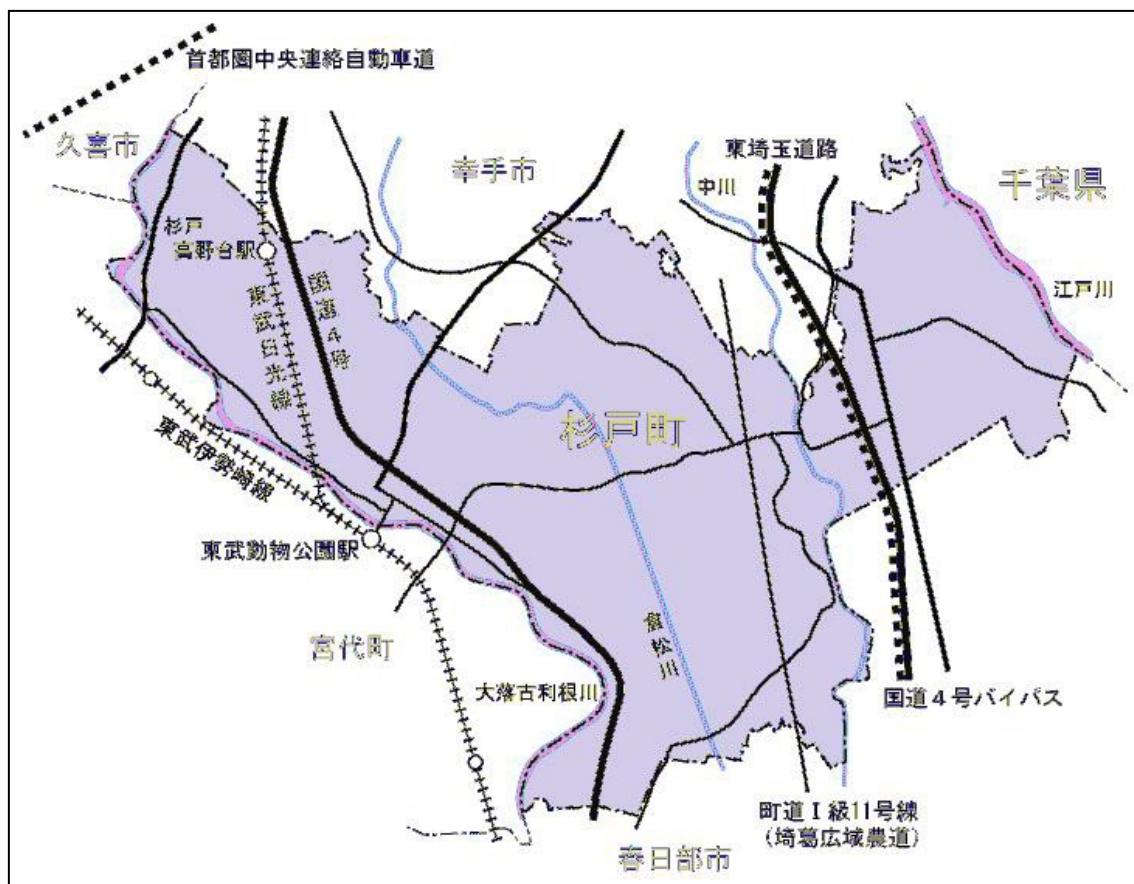 首都圏中央連絡自動車道
久喜市
幸手市
東埼玉道路
中川
千葉県
杉戸
高野台駅
国道4号
東武日光線
江戸川
杉戸町
東武伊勢崎線
東武動物公園駅
倉松川
宮代町
大落古利根川
国道4号バイパス
町道Ⅰ級11号線
(埼葛広域農道)
春日部市